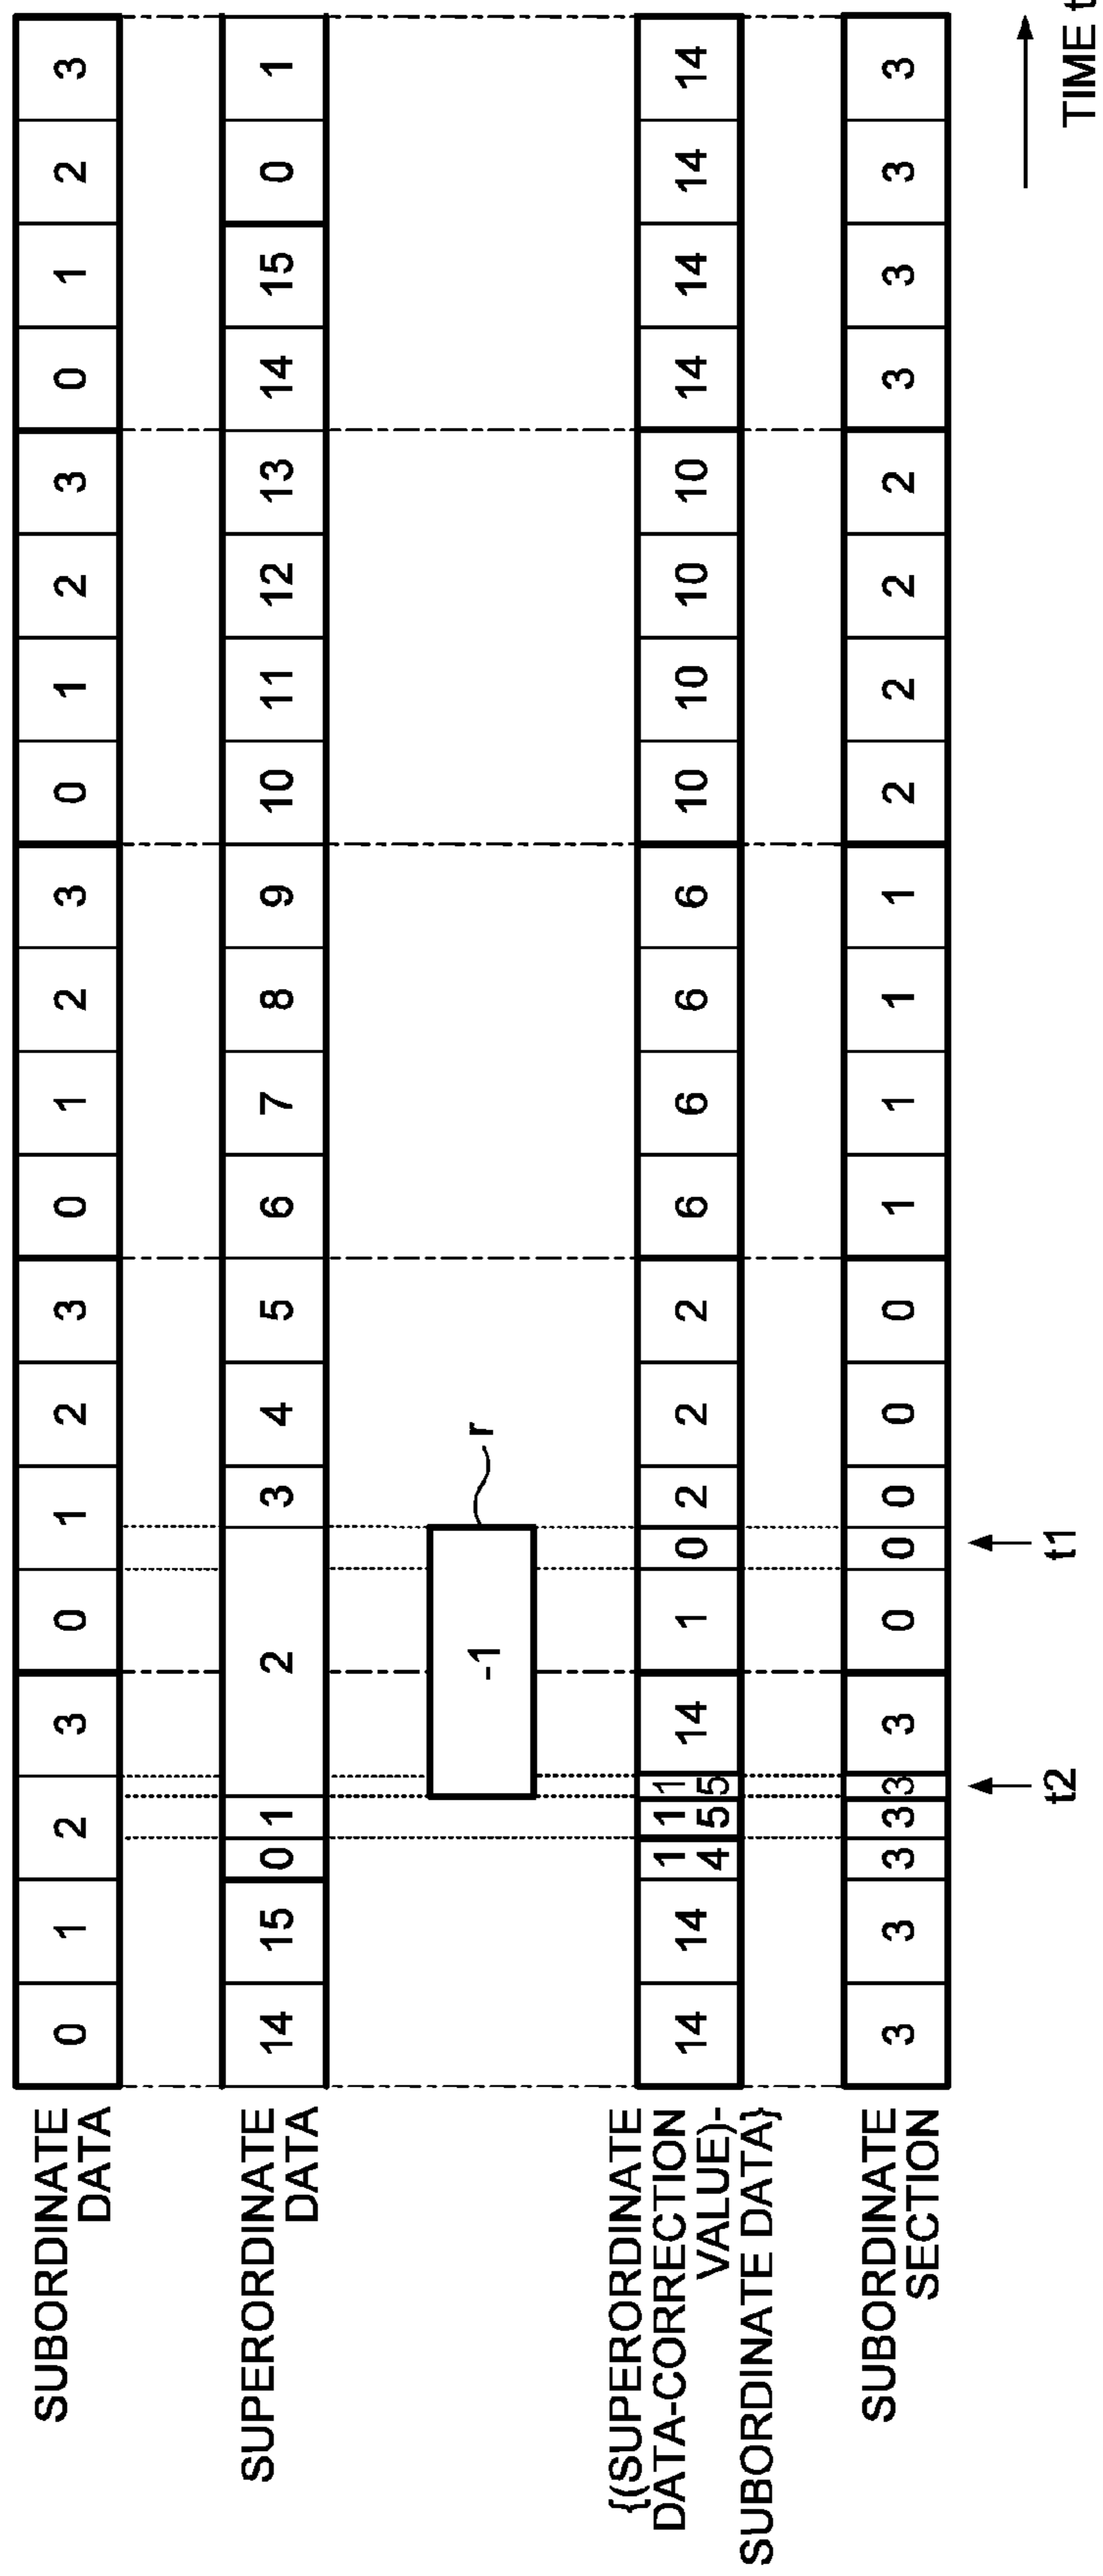 SUBORDINATE
DATA
0 1 2 3 0 1 2 3 0 1 2 3 0 1 2 3 0 1 2 3
SUPERORDINATE
DATA
14 15 0 1 2 3 4 5 6 7 8 9 10 11 12 13 14 15 0 1
-1
r
{(SUPERORDINATE
DATA-CORRECTION
VALUE)-
SUBORDINATE DATA}
14 14 14 15 15 14 1 0 2 2 2 6 6 6 6 10 10 10 10 14 14 14 14
SUBORDINATE
SECTION
3 3 3 3 3 3 0 0 0 0 0 1 1 1 1 2 2 2 2 3 3 3 3
t2
t1
TIME t